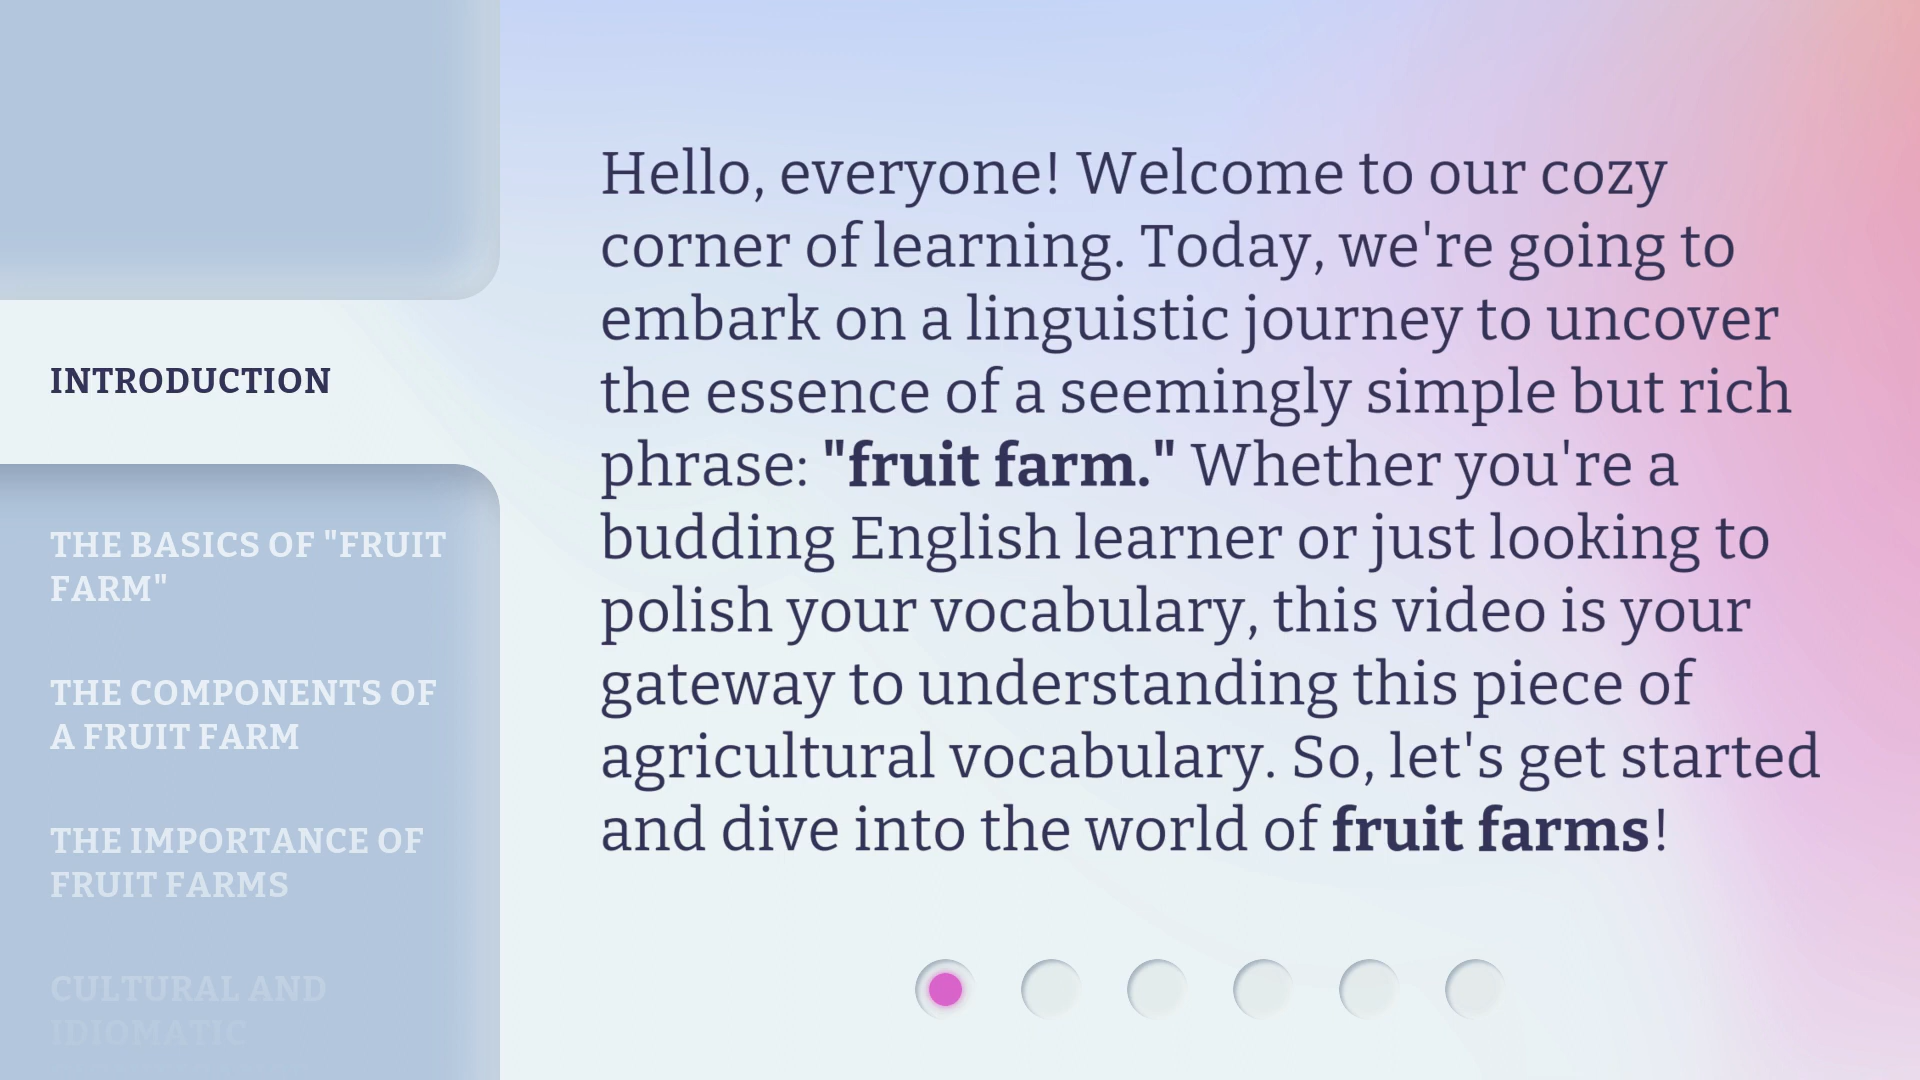 INTRODUCTION
THE BASICS OF "FRUIT
FARM"
THE COMPONENTS OF
A FRUIT FARM
THE IMPORTANCE OF
FRUIT FARMS
CULTURAL AND
IDIOMATIC
Hello, everyone! Welcome to our cozy
corner of learning. Today, we're going to
embark on a linguistic journey to uncover
the essence of a seemingly simple but rich
phrase: "fruit farm." Whether you're a
budding English learner or just looking to
polish your vocabulary, this video is your
gateway to understanding this piece of
agricultural vocabulary. So, let's get started
and dive into the world of fruit farms!